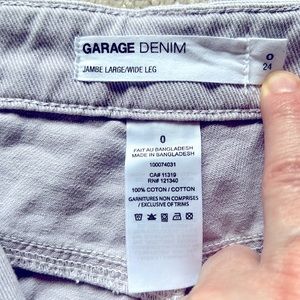 GARAGE DENIM
JAMBE LARGE/WIDE LEG
0
24
0
FAIT AU BANGLADESH
MADE IN BANGLADESH
100074031
CA# 11319
RN# 121340
100% COTON / COTTON
GARNITURES NON COMPRISES
/ EXCLUSIVE OF TRIMS